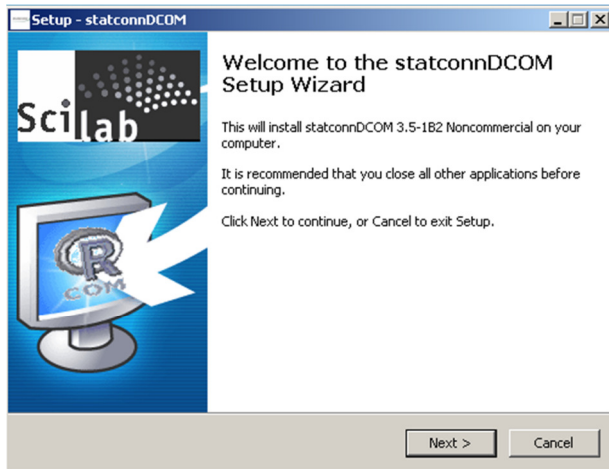 Setup - statconnDCOM
Scilab
R
COM
Welcome to the statconnDCOM
Setup Wizard
This will install statconnDCOM 3.5-1B2 Noncommercial on your
computer.
It is recommended that you close all other applications before
continuing.
Click Next to continue, or Cancel to exit Setup.
Next >
Cancel